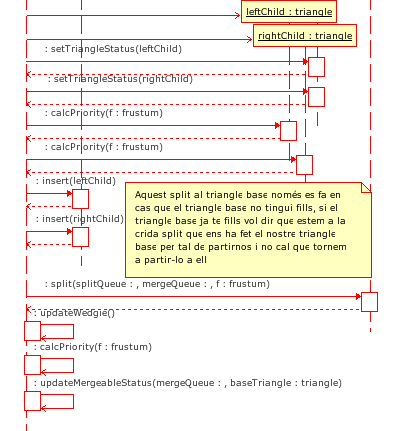 leftChild : triangle
rightChild : triangle
: setTriangleStatus(leftChild)
: setTriangleStatus(rightChild)
: calcPriority(f : frustum)
: calcPriority(f : frustum)
: insert(leftChild)
: insert(rightChild)
Aquest split al triangle base només es fa en
cas que el triangle base no tingui fills, si el
triangle base ja te fills vol dir que estem a la
crida split que ens ha fet el nostre triangle
base per tal de partirnos i no cal que tornem
a partir-lo a ell
: split(splitQueue : , mergeQueue : , f : frustum)
: updateWedgie()
: calcPriority(f : frustum)
: updateMergeableStatus(mergeQueue : , baseTriangle : triangle)